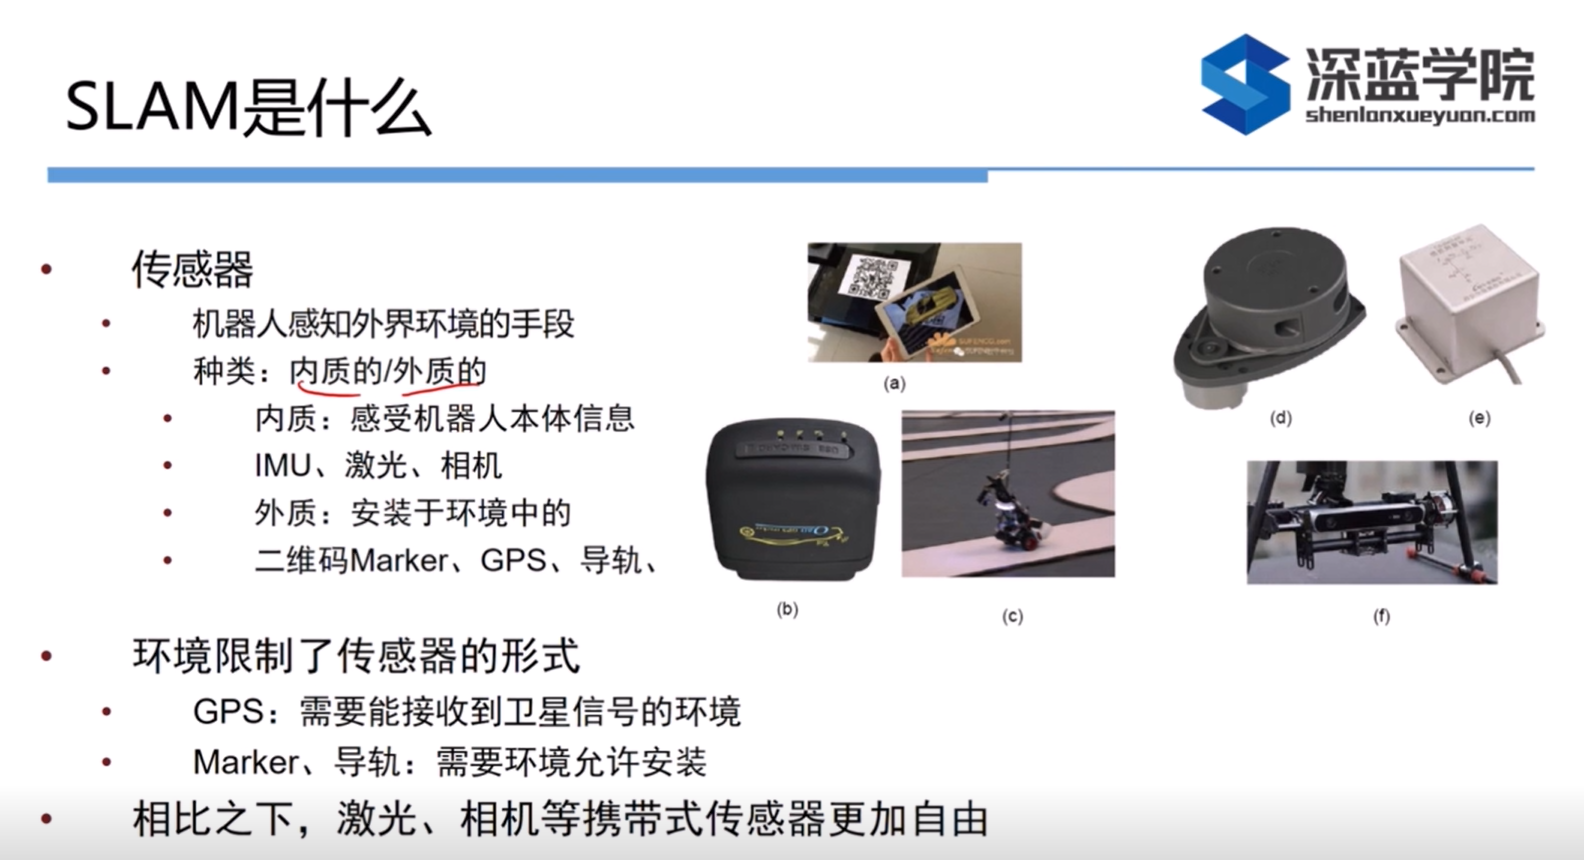 SLAM是什么
深蓝学院
shenlanxueyuan.com
传感器
机器人感知外界环境的手段
种类：内质的/外质的
内质：感受机器人本体信息
IMU、激光、相机
外质：安装于环境中的
二维码Marker、GPS、导轨、
(a)
(b)
(c)
(d)
(e)
(f)
环境限制了传感器的形式
GPS：需要能接收到卫星信号的环境
Marker、导轨：需要环境允许安装
相比之下，激光、相机等携带式传感器更加自由